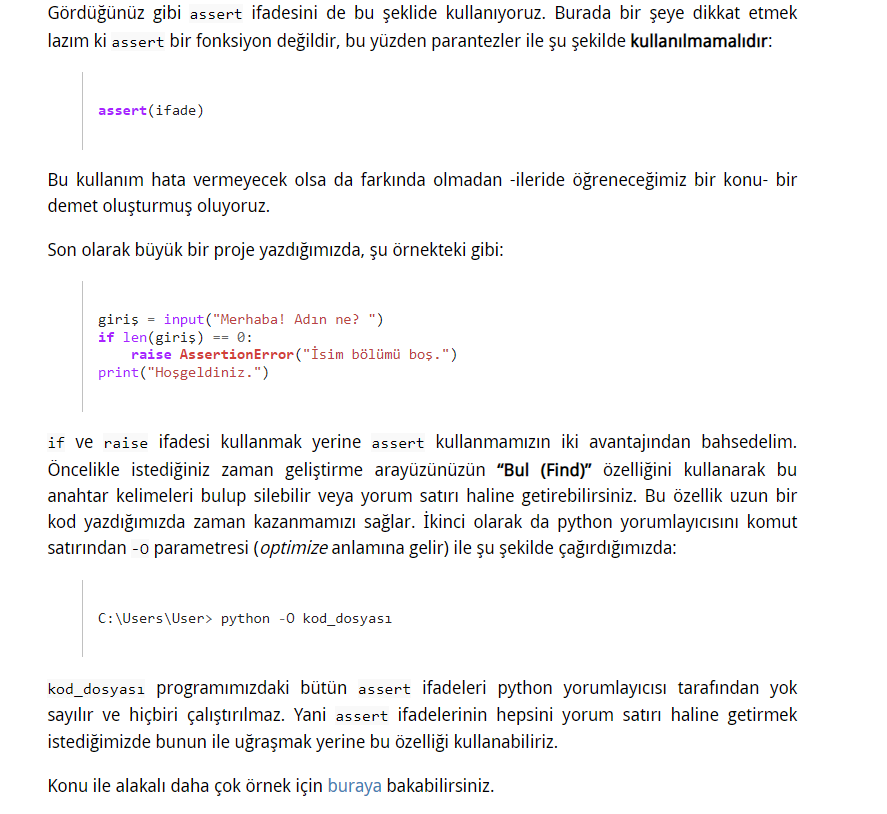 Gördüğünüz gibi assert ifadesini de bu şeklide kullanıyoruz. Burada bir şeye dikkat etmek
lazım ki assert bir fonksiyon değildir, bu yüzden parantezler ile şu şekilde kullanılmamalıdır:
assert(ifade)
Bu kullanım hata vermeyecek olsa da farkında olmadan -ileride öğreneceğimiz bir konu- bir
demet oluşturmuş oluyoruz.
Son olarak büyük bir proje yazdığımızda, şu örnekteki gibi:
giriş = input("Merhaba! Adın ne? ")
if len(giriş) == 0:
    raise AssertionError("İsim bölümü boş.")
print("Hoşgeldiniz.")
if ve raise ifadesi kullanmak yerine assert kullanmamızın iki avantajından bahsedelim.
Öncelikle istediğiniz zaman geliştirme arayüzünüzün “Bul (Find)” özelliğini kullanarak bu
anahtar kelimeleri bulup silebilir veya yorum satırı haline getirebilirsiniz. Bu özellik uzun bir
kod yazdığımızda zaman kazanmamızı sağlar. İkinci olarak da python yorumlayıcısını komut
satırından -O parametresi (optimize anlamına gelir) ile şu şekilde çağırdığımızda:
C:\Users\User> python -O kod_dosyası
kod_dosyası programımızdaki bütün assert ifadeleri python yorumlayıcısı tarafından yok
sayılır ve hiçbiri çalıştırılmaz. Yani assert ifadelerinin hepsini yorum satırı haline getirmek
istediğimizde bunun ile uğraşmak yerine bu özelliği kullanabiliriz.
Konu ile alakalı daha çok örnek için buraya bakabilirsiniz.